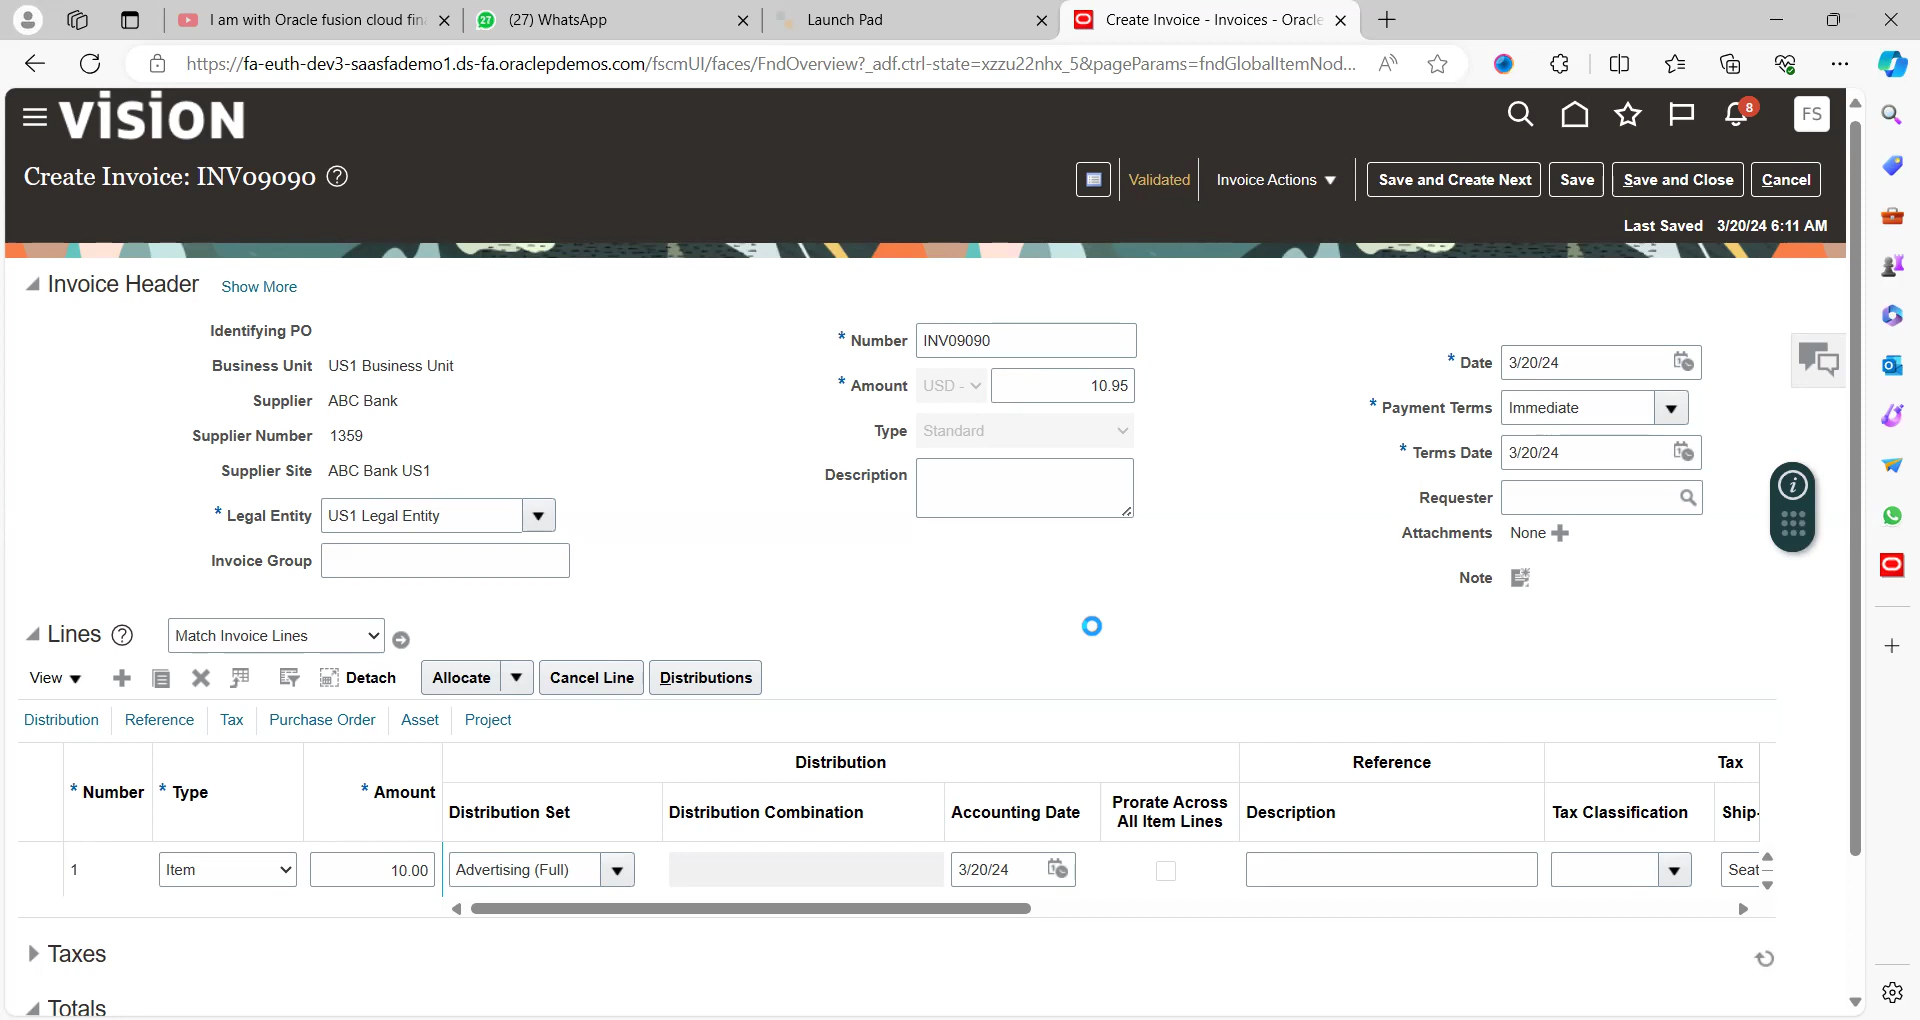 I am with Oracle fusion cloud fin
27
(27) WhatsApp
Launch Pad
Create Invoice - Invoices - Oracle
https://fa-euth-dev3-saasfademo1.ds-fa.oraclepdemos.com/fscmUI/faces/FndOverview?_adf.ctrl-state=xzzu22nhx_5&pageParams=fndGlobalItemNod...
VISION
8
FS
Create Invoice: INV09090
Validated
Invoice Actions
Save and Create Next
Save
Save and Close
Cancel
Last Saved 3/20/24 6:11 AM
Invoice Header Show More
Identifying PO
Business Unit US1 Business Unit
Supplier ABC Bank
Supplier Number 1359
Supplier Site ABC Bank US1
* Legal Entity US1 Legal Entity
Invoice Group
* Number INV09090
* Amount USD - 10.95
Type Standard
Description
* Date 3/20/24
* Payment Terms Immediate
* Terms Date 3/20/24
Requester
Attachments None
Note
Lines Match Invoice Lines
View Detach Allocate Cancel Line Distributions
Distribution Reference Tax Purchase Order Asset Project
Distribution Reference Tax
* Number * Type * Amount Distribution Set Distribution Combination Accounting Date Prorate Across All Item Lines Description Tax Classification Ship-
1 Item 10.00 Advertising (Full) 3/20/24 Seat
Taxes
Totals